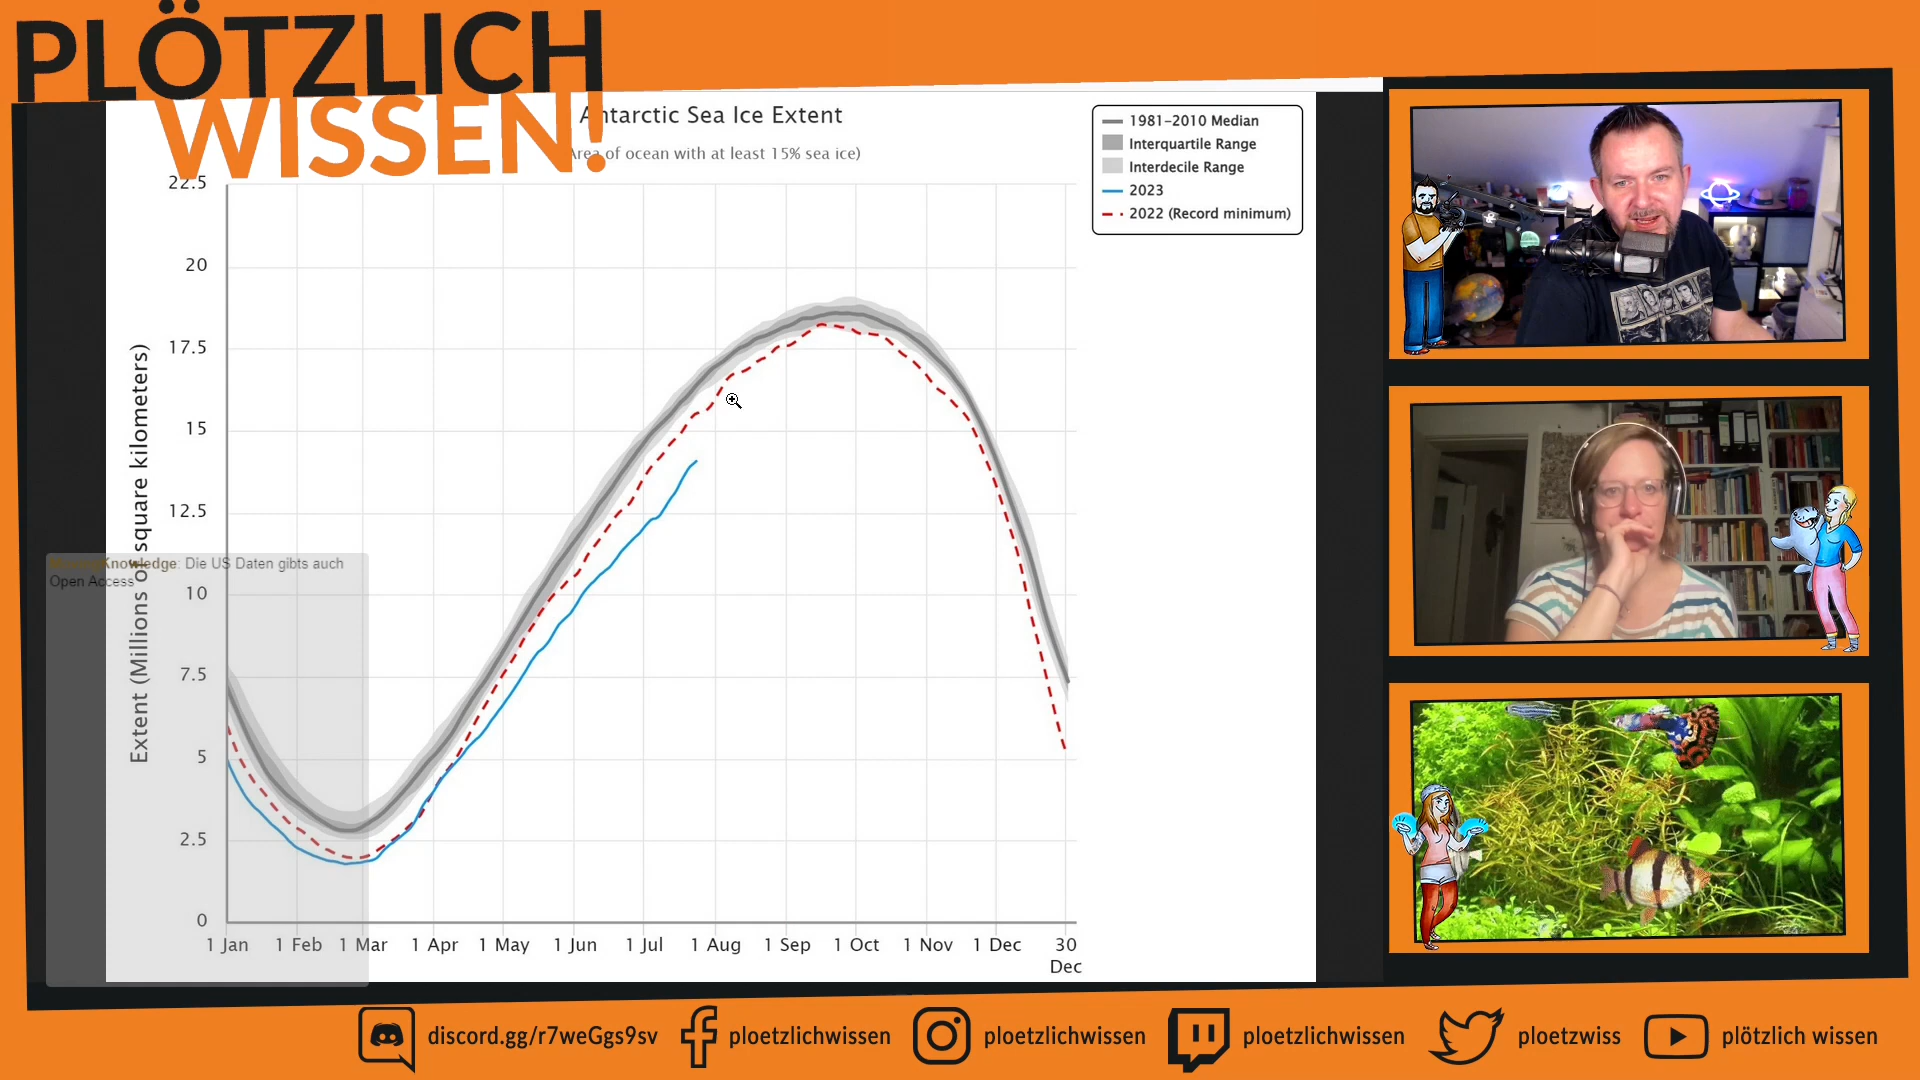 PLÖTZLICH
WISSEN!
Antarctic Sea Ice Extent
Area of ocean with at least 15% sea ice)
1981–2010 Median
Interquartile Range
Interdecile Range
2023
2022 (Record minimum)
Extent (Millions of square kilometers)
22.5
20
17.5
15
12.5
10
7.5
5
2.5
0
Knowledge: Die US Daten gibts auch
Open Access
1 Jan
1 Feb
1 Mar
1 Apr
1 May
1 Jun
1 Jul
1 Aug
1 Sep
1 Oct
1 Nov
1 Dec
30
Dec
discord.gg/r7weGgs9sv
ploetzlichwissen
ploetzlichwissen
ploetzlichwissen
ploetzwiss
plötzlich wissen